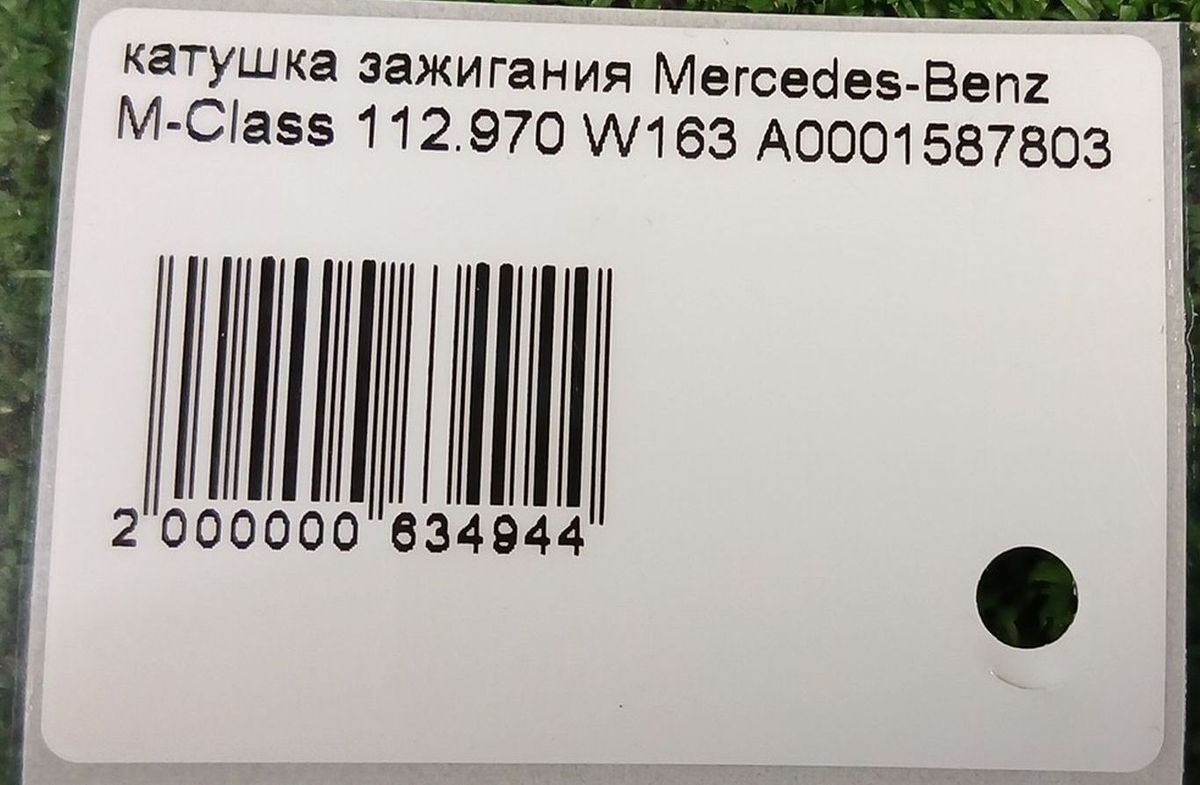 катушка зажигания Mercedes-Benz
M-Class 112.970 W163 A0001587803
2 000000 634944